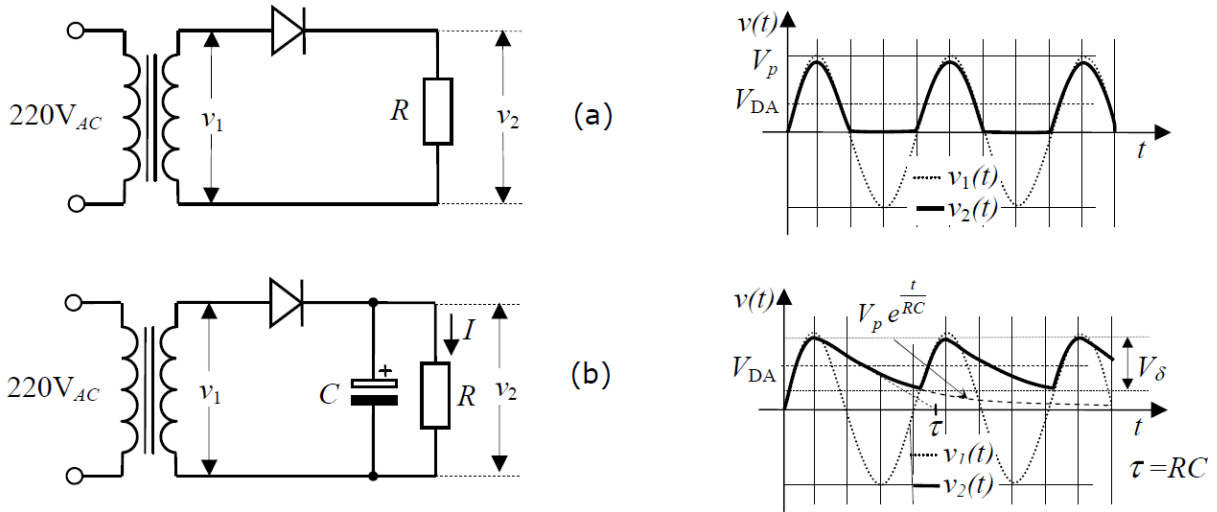 220V_AC
v₁
R
v₂
(a)
v(t)
V_p
V_DA
t
v₁(t)
v₂(t)
220V_AC
v₁
C
+
I
R
v₂
(b)
v(t)
V_p e^(t/RC)
V_DA
V_δ
τ
t
v₁(t)
v₂(t)
τ = RC